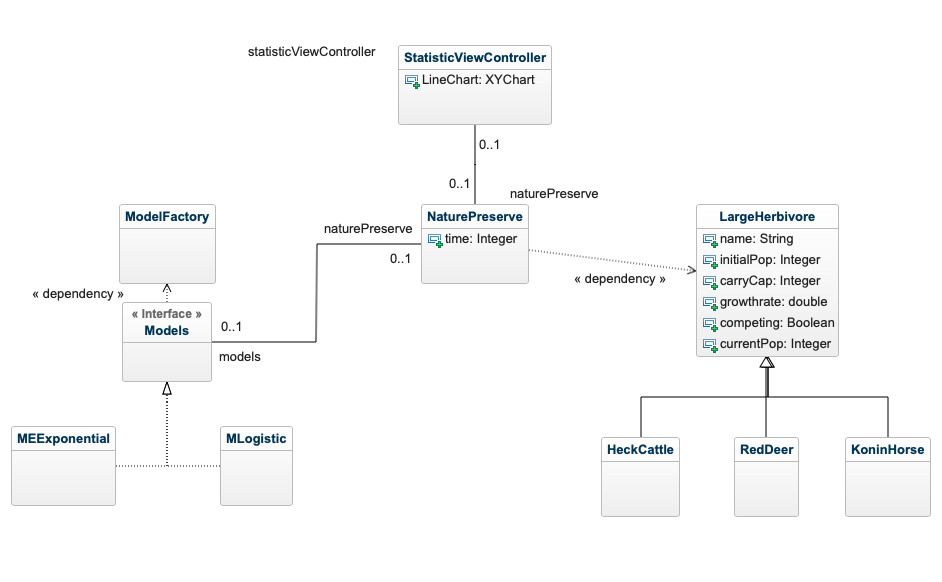 statisticViewController
StatisticViewController
LineChart: XYChart
0..1
0..1
naturePreserve
ModelFactory
NaturePreserve
time: Integer
naturePreserve
0..1
LargeHerbivore
name: String
initialPop: Integer
carryCap: Integer
growthrate: double
competing: Boolean
currentPop: Integer
« dependency »
« dependency »
« Interface »
Models
0..1
models
MEExponential
MLogistic
HeckCattle
RedDeer
KoninHorse